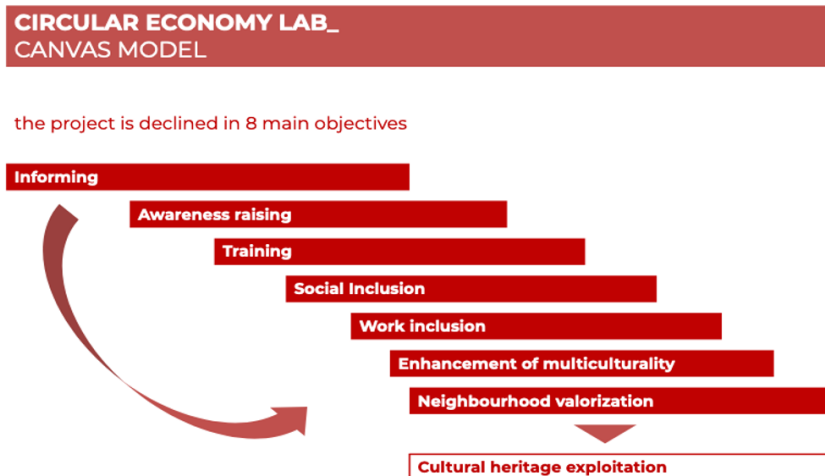 CIRCULAR ECONOMY LAB_
CANVAS MODEL
the project is declined in 8 main objectives
Informing
Awareness raising
Training
Social Inclusion
Work inclusion
Enhancement of multiculturality
Neighbourhood valorization
Cultural heritage exploitation